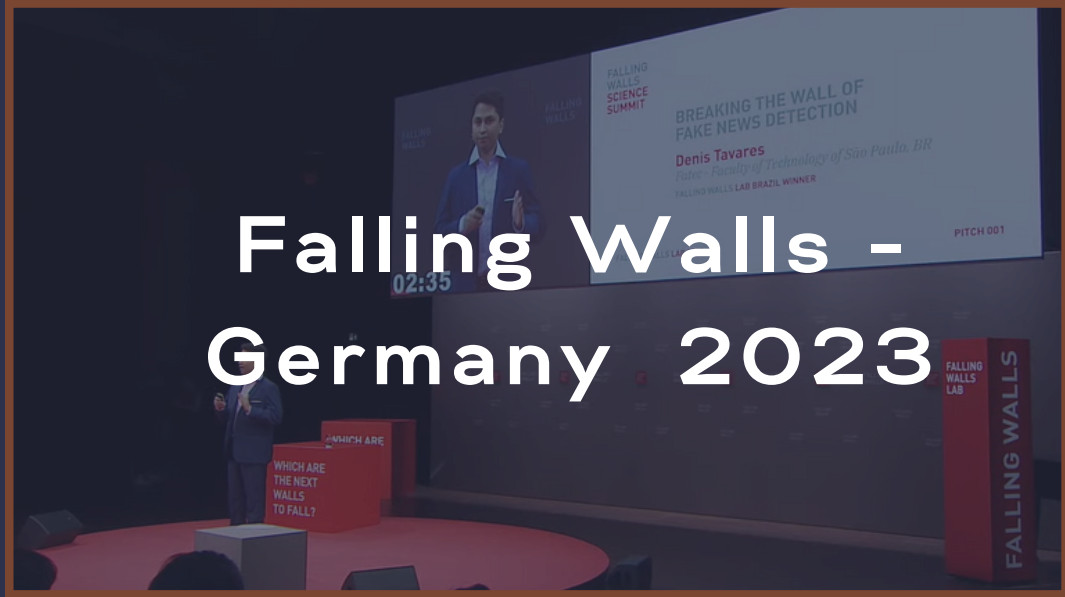 FALLING
WALLS
SCIENCE
SUMMIT
BREAKING THE WALL OF
FAKE NEWS DETECTION
Denis Tavares
Fatec - Faculty of Technology of São Paulo, BR
FALLING WALLS LAB BRAZIL WINNER
PITCH 001
FALLING
WALLS
FALLING
WALLS
02:35
Falling Walls -
Germany 2023
FALLING
WALLS
LAB
FALLING WALLS
WHICH ARE
WHICH ARE
THE NEXT
WALLS
TO FALL?